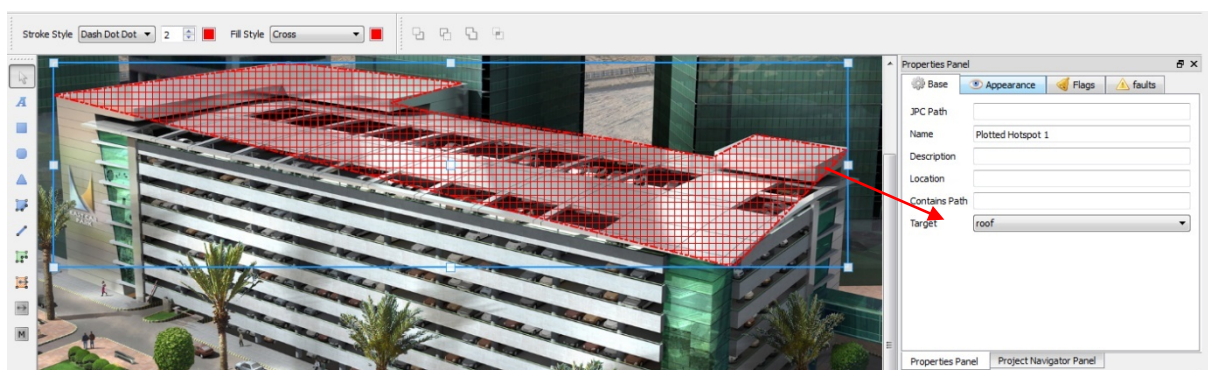 Stroke Style Dash Dot Dot 2 Fill Style Cross
Properties Panel
Base Appearance Flags faults
JPC Path
Name Plotted Hotspot 1
Description
Location
Contains Path
Target roof
A
M
Properties Panel Project Navigator Panel